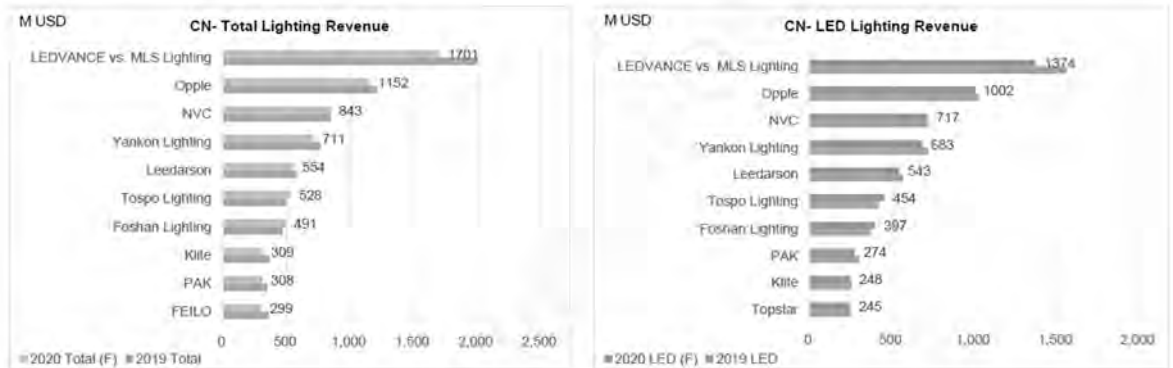 M USD
CN- Total Lighting Revenue
LEDVANCE vs. MLS Lighting 1701
Opple 1152
NVC 843
Yankon Lighting 711
Leedarson 554
Tospo Lighting 528
Foshan Lighting 491
Klite 309
PAK 308
FEILO 299
0 500 1,000 1,500 2,000 2,500
2020 Total (F) 2019 Total
M USD
CN- LED Lighting Revenue
LEDVANCE vs. MLS Lighting 1374
Opple 1002
NVC 717
Yankon Lighting 683
Leedarson 543
Tospo Lighting 454
Foshan Lighting 397
PAK 274
Klite 248
Topstar 245
0 500 1,000 1,500 2,000
2020 LED (F) 2019 LED